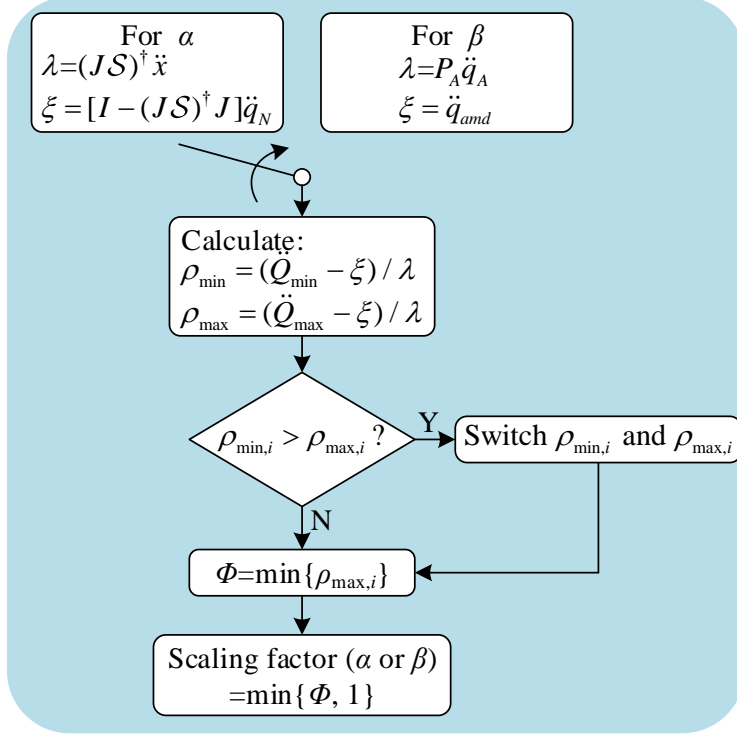 For α
λ=(J𝒮)† ẍ
ξ = [I − (J𝒮)† J]q̈_N
For β
λ=P_A q̈_A
ξ = q̈_amd
Calculate:
ρ_min = (Q̈_min − ξ) / λ
ρ_max = (Q̈_max − ξ) / λ
ρ_min,i > ρ_max,i ?
Y
Switch ρ_min,i and ρ_max,i
N
Φ=min{ρ_max,i}
Scaling factor (α or β)
=min{Φ, 1}